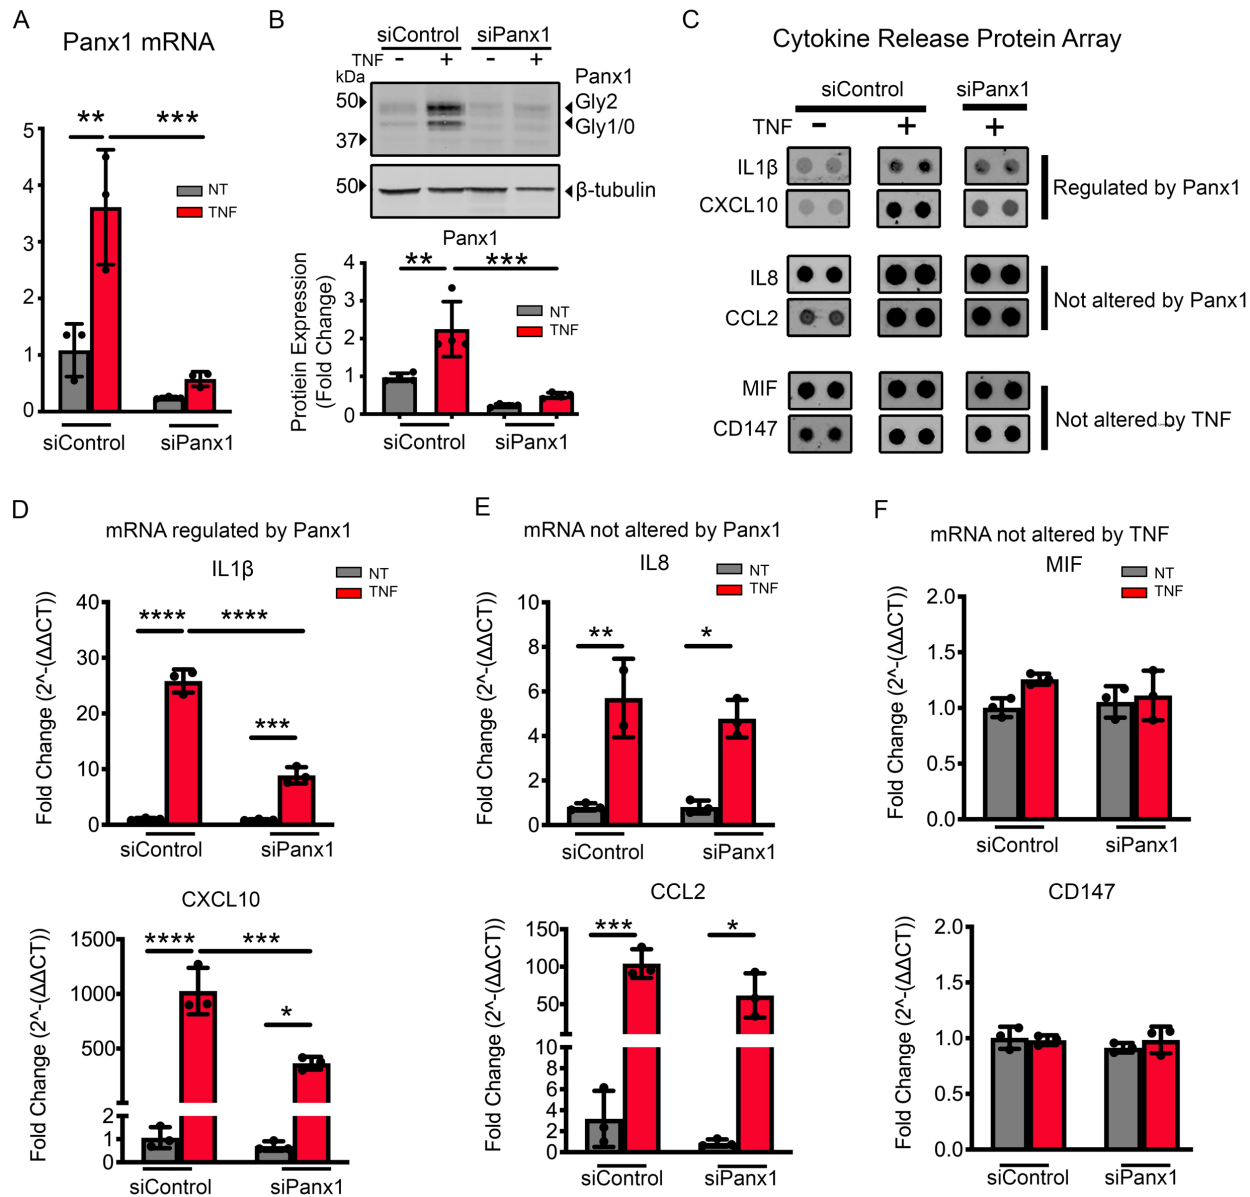 A
Panx1 mRNA
** ***
5
4
3
2
1
0
NT
TNF
siControl siPanx1
B
siControl siPanx1
TNF - + - +
kDa
Panx1
50
Gly2
Gly1/0
37
50
β-tubulin
Panx1
** ***
Protiein Expression
(Fold Change)
4
3
2
1
0
NT
TNF
siControl siPanx1
C
Cytokine Release Protein Array
siControl siPanx1
TNF - + +
IL1β
CXCL10
Regulated by Panx1
IL8
CCL2
Not altered by Panx1
MIF
CD147
Not altered by TNF
D
mRNA regulated by Panx1
IL1β
NT
TNF
Fold Change (2^-(ΔΔCT))
40
30
20
10
0
**** ****
***
siControl siPanx1
CXCL10
Fold Change (2^-(ΔΔCT))
1500
1000
500
2
1
0
**** ***
*
siControl siPanx1
E
mRNA not altered by Panx1
IL8
NT
TNF
Fold Change (2^-(ΔΔCT))
10
8
6
4
2
0
** *
siControl siPanx1
CCL2
Fold Change (2^-(ΔΔCT))
150
100
50
10
8
6
4
2
0
*** *
siControl siPanx1
F
mRNA not altered by TNF
MIF
NT
TNF
Fold Change (2^-(ΔΔCT))
2.0
1.5
1.0
0.5
0.0
siControl siPanx1
CD147
Fold Change (2^-(ΔΔCT))
2.0
1.5
1.0
0.5
0.0
siControl siPanx1